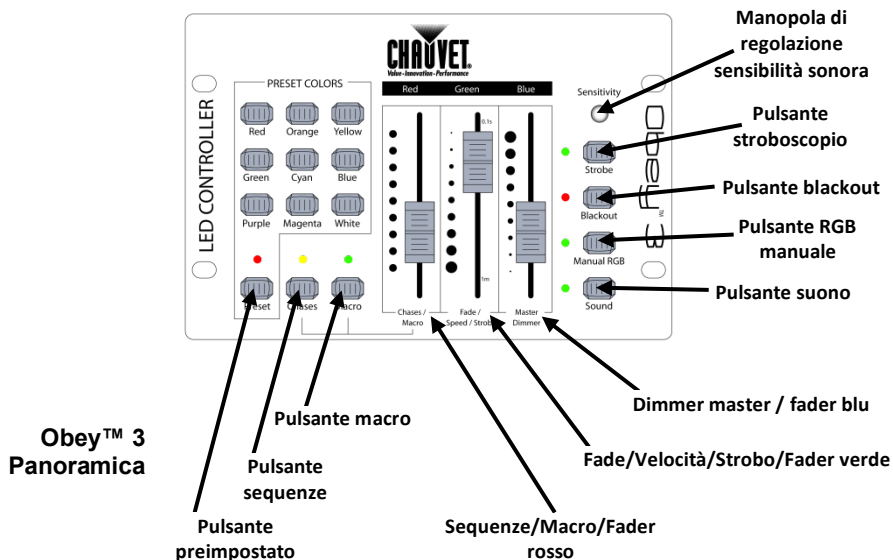 Manopola di
regolazione
sensibilità sonora
CHAUVET®
Value-Innovation-Performance
PRESET COLORS
Red Green Blue
Sensitivity
LED CONTROLLER
Obey™ 3
Red Orange Yellow
0.1s
Strobe
Pulsante
stroboscopio
Green Cyan Blue
Blackout
Pulsante blackout
Purple Magenta White
Manual RGB
Pulsante RGB
manuale
1m
Preset Chases Macro
Sound
Pulsante suono
Chases /
Macro
Fade /
Speed / Strobe
Master
Dimmer
Pulsante macro
Dimmer master / fader blu
Obey™ 3
Panoramica
Fade/Velocità/Strobo/Fader verde
Pulsante
sequenze
Pulsante
preimpostato
Sequenze/Macro/Fader
rosso